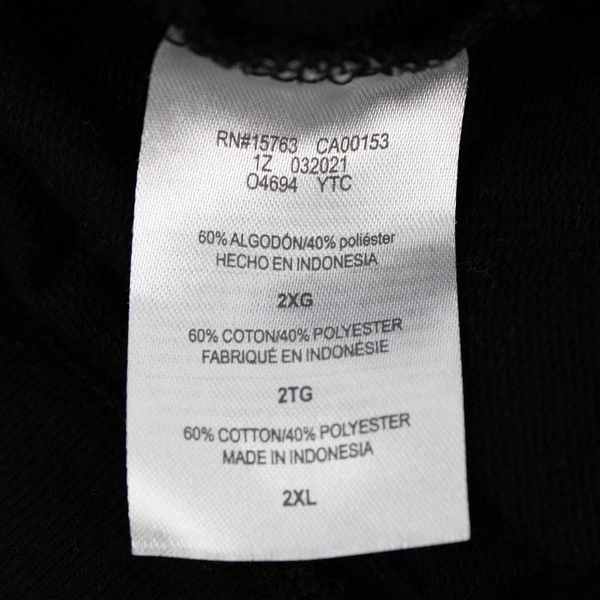 RN#15763 CA00153
1Z 032021
O4694 YTC
60% ALGODÓN/40% poliéster
HECHO EN INDONESIA
2XG
60% COTON/40% POLYESTER
FABRIQUÉ EN INDONÉSIE
2TG
60% COTTON/40% POLYESTER
MADE IN INDONESIA
2XL